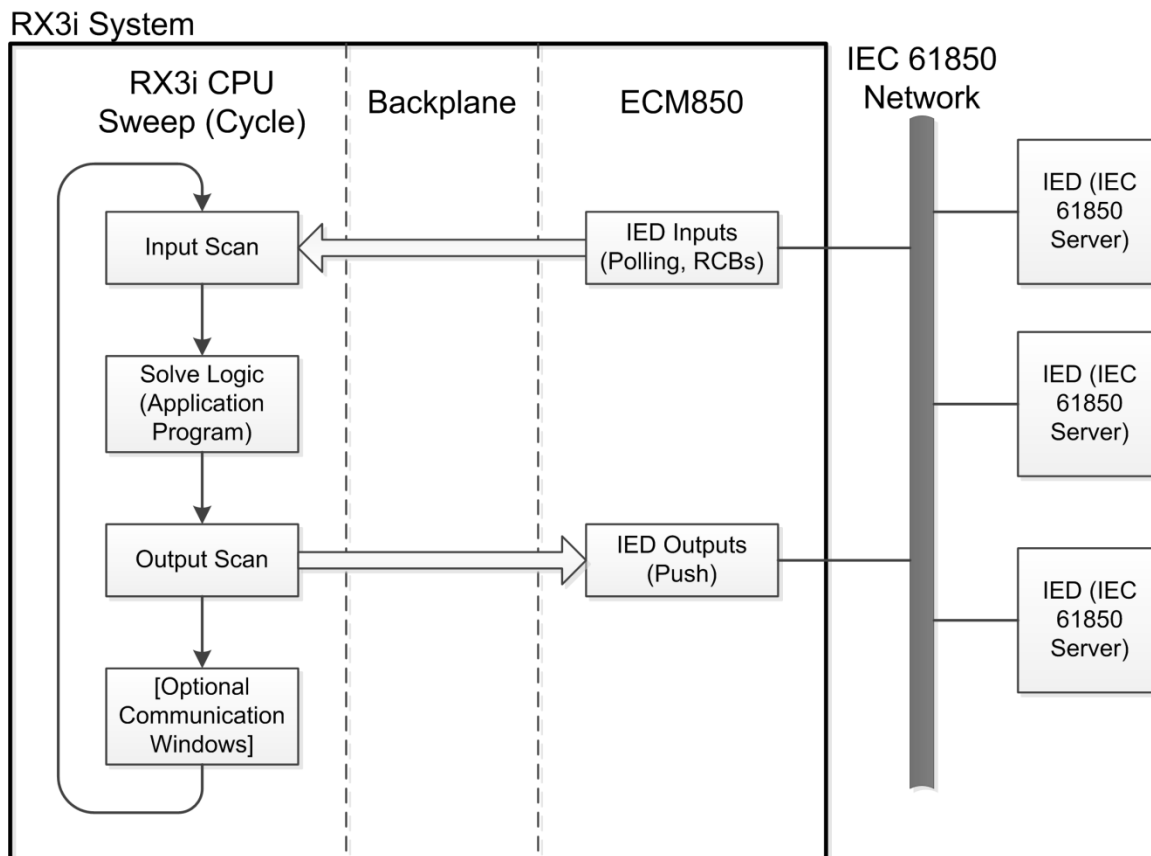 RX3i System
RX3i CPU
Sweep (Cycle)
Backplane
ECM850
IEC 61850
Network
Input Scan
IED Inputs
(Polling, RCBs)
IED (IEC
61850
Server)
Solve Logic
(Application
Program)
IED (IEC
61850
Server)
Output Scan
IED Outputs
(Push)
IED (IEC
61850
Server)
[Optional
Communication
Windows]